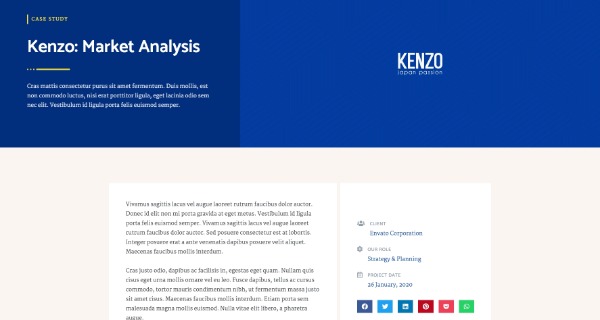 CASE STUDY
Kenzo: Market Analysis
Cras mattis consectetur purus sit amet fermentum. Duis mollis, est
non commodo luctus, nisi erat porttitor ligula, eget lacinia odio sem
nec elit. Vestibulum id ligula porta felis euismod semper.
KENZO
japan passion
Vivamus sagittis lacus vel augue laoreet rutrum faucibus dolor auctor.
Donec id elit non mi porta gravida at eget metus. Vestibulum id ligula
porta felis euismod semper. Vivamus sagittis lacus vel augue laoreet
rutrum faucibus dolor auctor. Sed posuere consectetur est at lobortis.
Integer posuere erat a ante venenatis dapibus posuere velit aliquet.
Maecenas faucibus mollis interdum.
Cras justo odio, dapibus ac facilisis in, egestas eget quam. Nullam quis
risus eget urna mollis ornare vel eu leo. Fusce dapibus, tellus ac cursus
commodo, tortor mauris condimentum nibh, ut fermentum massa justo
sit amet risus. Maecenas faucibus mollis interdum. Etiam porta sem
malesuada magna mollis euismod. Nulla vitae elit libero, a pharetra
augue.
CLIENT
Envato Corporation
OUR ROLE
Strategy & Planning
PROJECT DATE
26 January, 2020